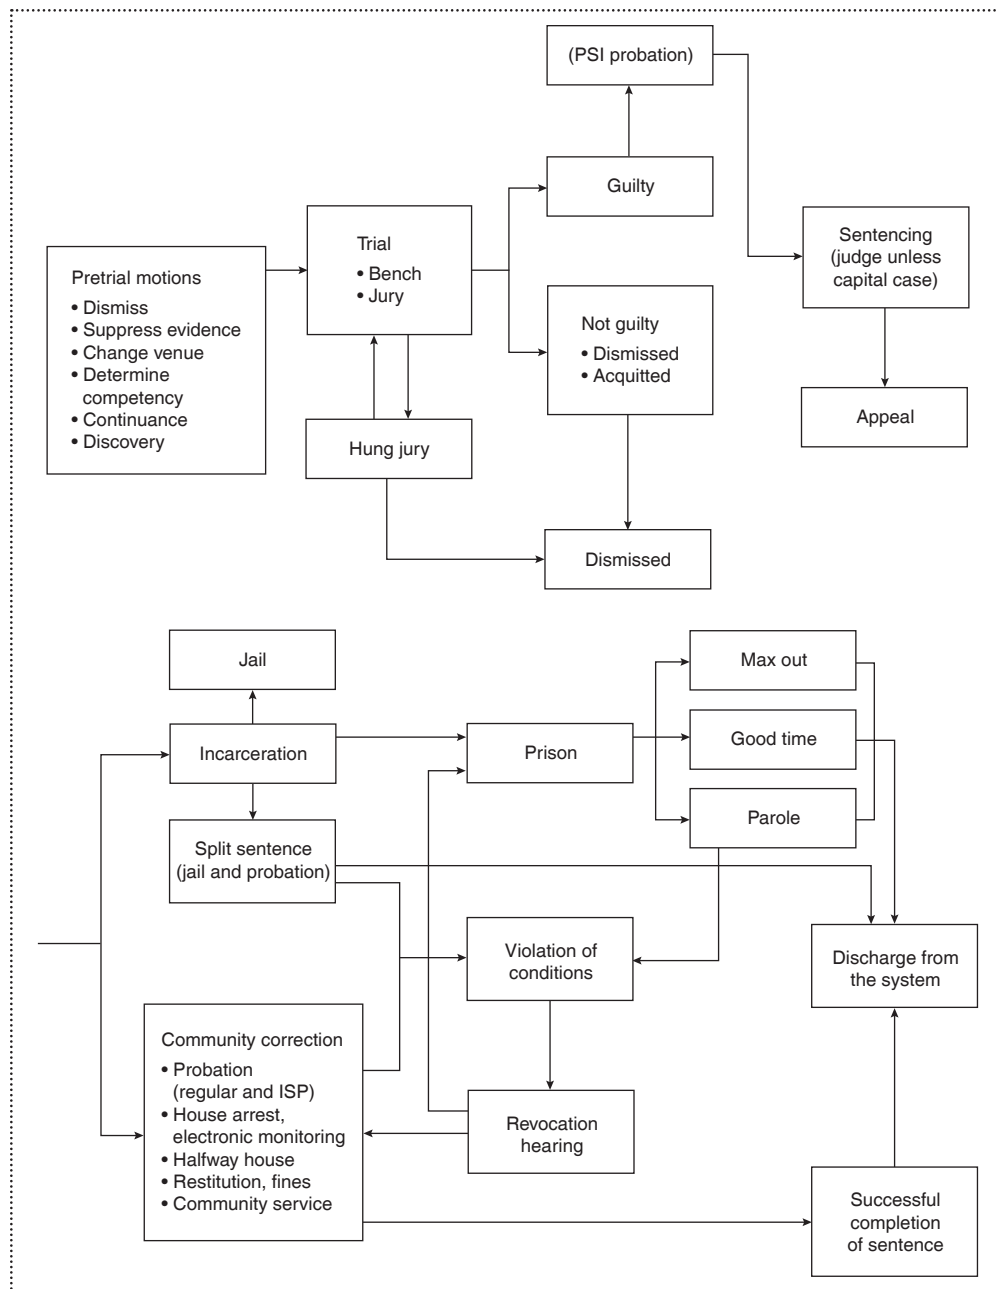 (PSI probation)
Guilty
Trial
• Bench
• Jury
Sentencing
(judge unless
capital case)
Pretrial motions
• Dismiss
• Suppress evidence
• Change venue
• Determine
competency
• Continuance
• Discovery
Not guilty
• Dismissed
• Acquitted
Appeal
Hung jury
Dismissed
Jail
Max out
Incarceration
Prison
Good time
Parole
Split sentence
(jail and probation)
Violation of
conditions
Discharge from
the system
Community correction
• Probation
(regular and ISP)
• House arrest,
electronic monitoring
• Halfway house
• Restitution, fines
• Community service
Revocation
hearing
Successful
completion
of sentence